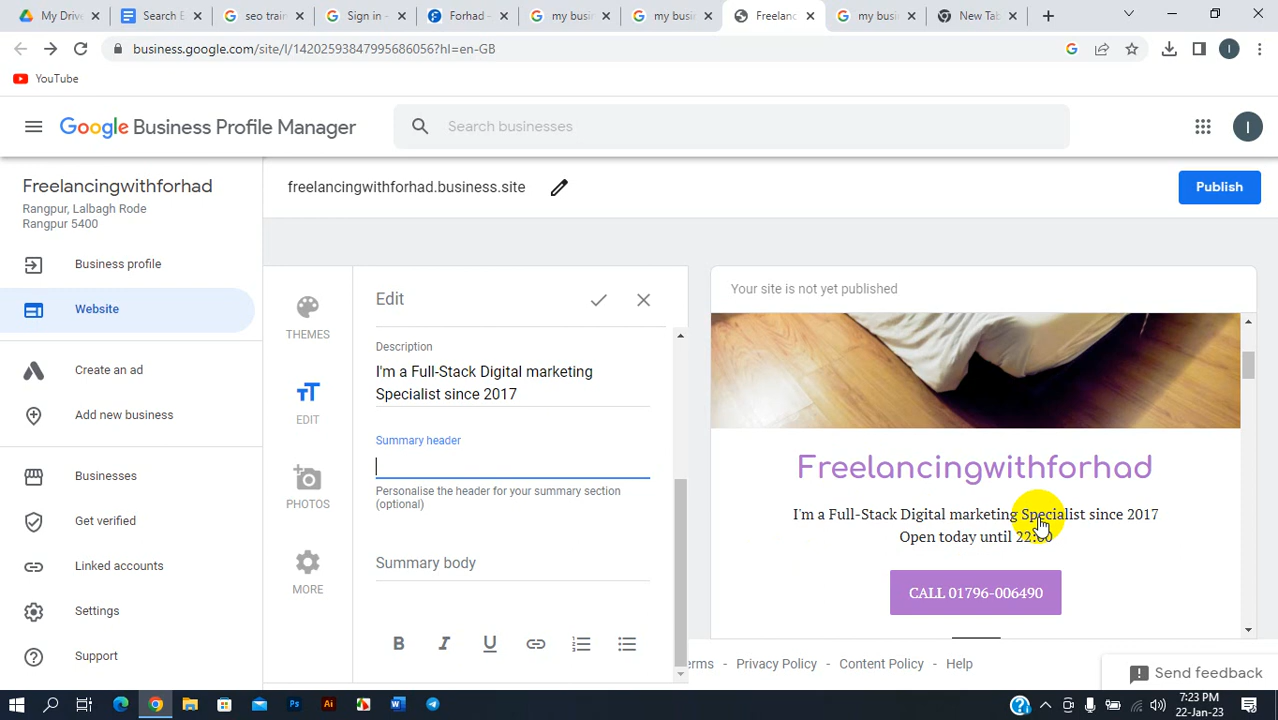 My Drive
Search E
seo train
Sign in -
Forhad -
my busin
my busin
Freelanc
my busi
New Tab
business.google.com/site/l/14202593847995686056?hl=en-GB
I
YouTube
Google Business Profile Manager
Search businesses
I
Freelancingwithforhad
Rangpur, Lalbagh Rode
Rangpur 5400
freelancingwithforhad.business.site
Publish
Business profile
Website
Create an ad
Add new business
Businesses
Get verified
Linked accounts
Settings
Support
THEMES
EDIT
PHOTOS
MORE
Edit
Description
I'm a Full-Stack Digital marketing
Specialist since 2017
Summary header
Personalise the header for your summary section
(optional)
Summary body
B I U
Your site is not yet published
Freelancingwithforhad
I'm a Full-Stack Digital marketing Specialist since 2017
Open today until 22:00
CALL 01796-006490
erms
Privacy Policy
Content Policy
Help
Send feedback
7:23 PM
22-Jan-23